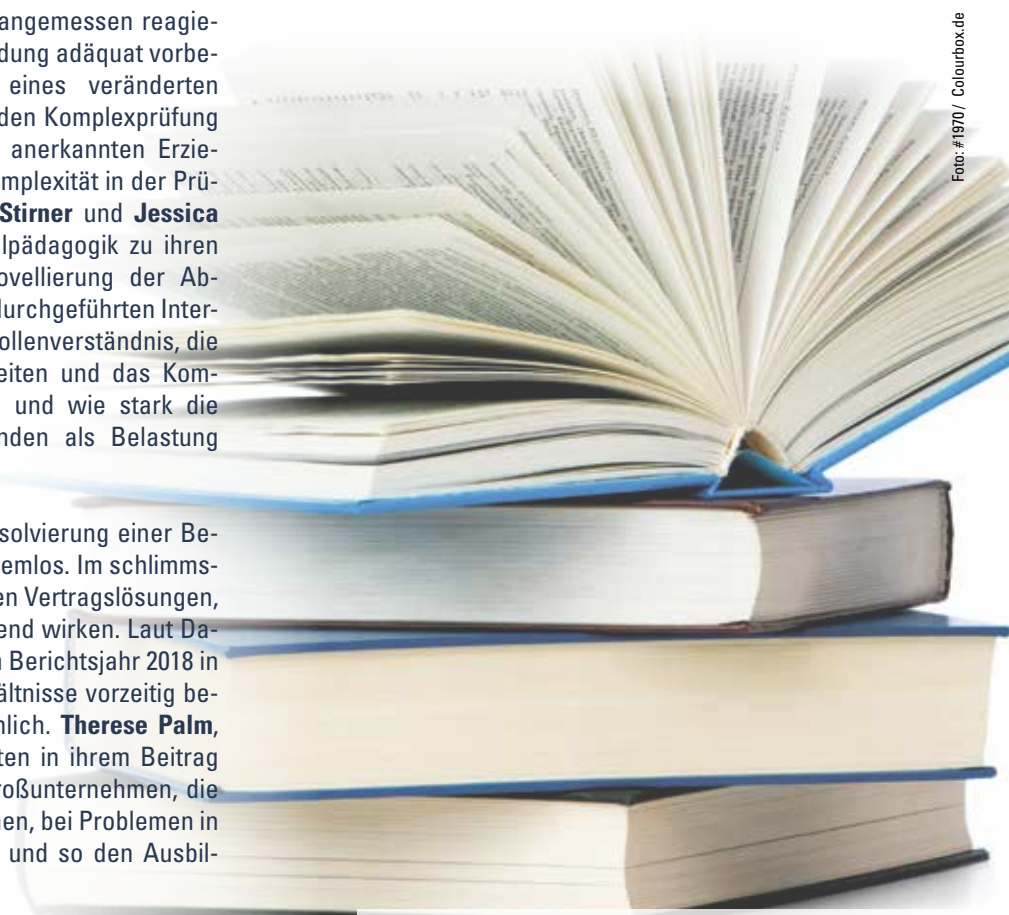 angemessen reagie-
dung adäquat vorbe-
eines veränderten
den Komplexprüfung
anerkannten Erzie-
mplexität in der Prü-
Stirner und Jessica
lpädagogik zu ihren
ovellierung der Ab-
durchgeführten Inter-
ollenverständnis, die
eiten und das Kom-
und wie stark die
nden als Belastung
solvierung einer Be-
emlos. Im schlimms-
en Vertragslösungen,
end wirken. Laut Da-
n Berichtsjahr 2018 in
ältnisse vorzeitig be-
nlich. Therese Palm,
ten in ihrem Beitrag
roßunternehmen, die
nen, bei Problemen in
und so den Ausbil-
Foto: #1970 / Colourbox.de